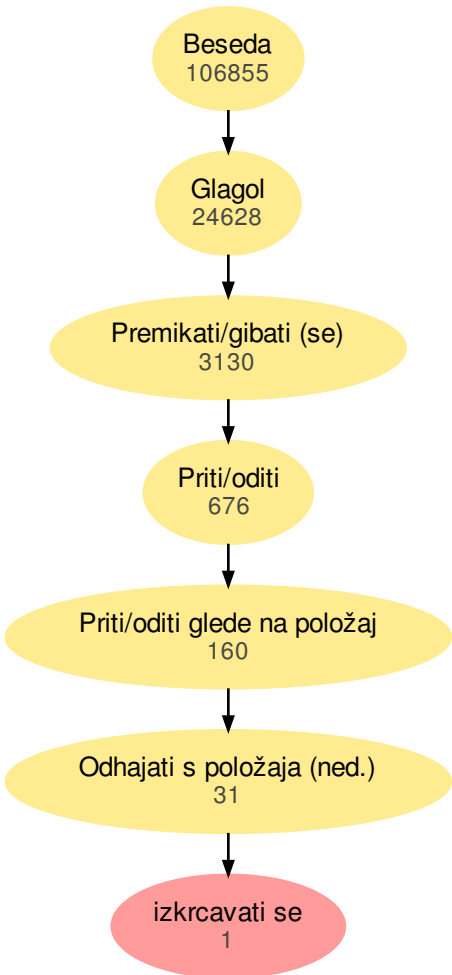 Beseda
106855
Glagol
24628
Premikati/gibati (se)
3130
Priti/oditi
676
Priti/oditi glede na položaj
160
Odhajati s položaja (ned.)
31
izkrcavati se
1